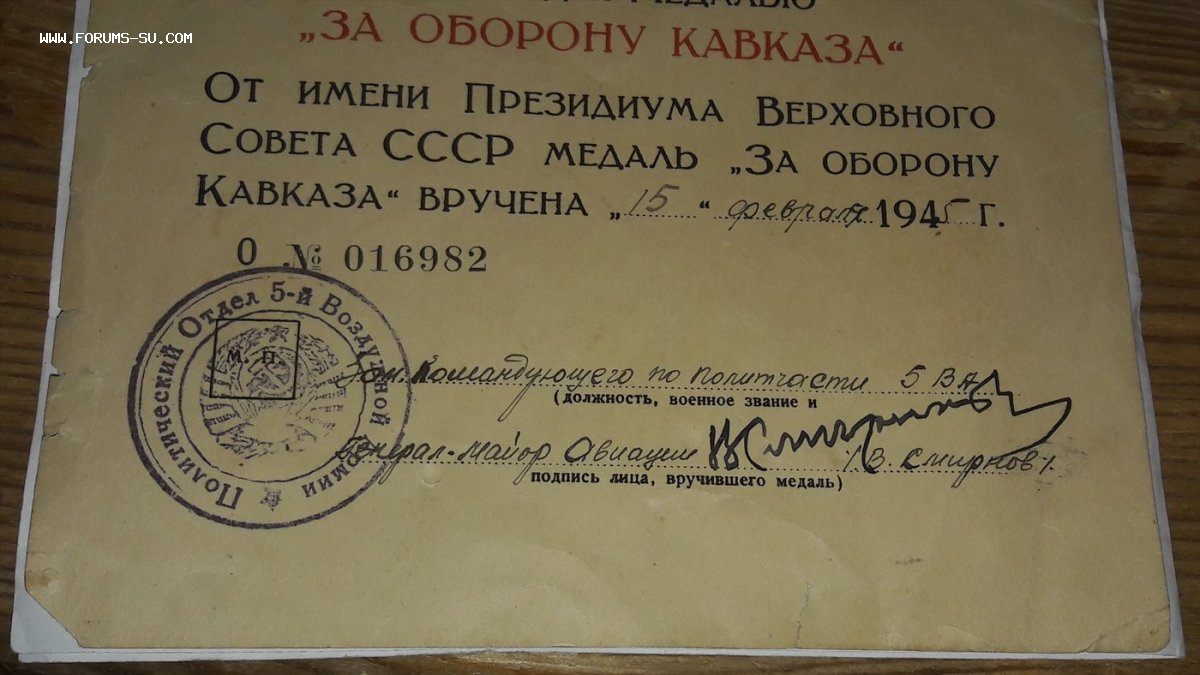 WWW.FORUMS-SU.COM
МЕДАЛЬЮ
„ЗА ОБОРОНУ КАВКАЗА“
От имени Президиума Верховного
Совета СССР медаль „За оборону
Кавказа“ вручена „15“ февраля 1945 г.
О № 016982
Политический Отдел 5-й Воздушной Армии
М. П.
Зам. Командующего по политчасти 5 ВА
(должность, военное звание и
Генерал-майор Авиации /В. Смирнов/.
подпись лица, вручившего медаль)